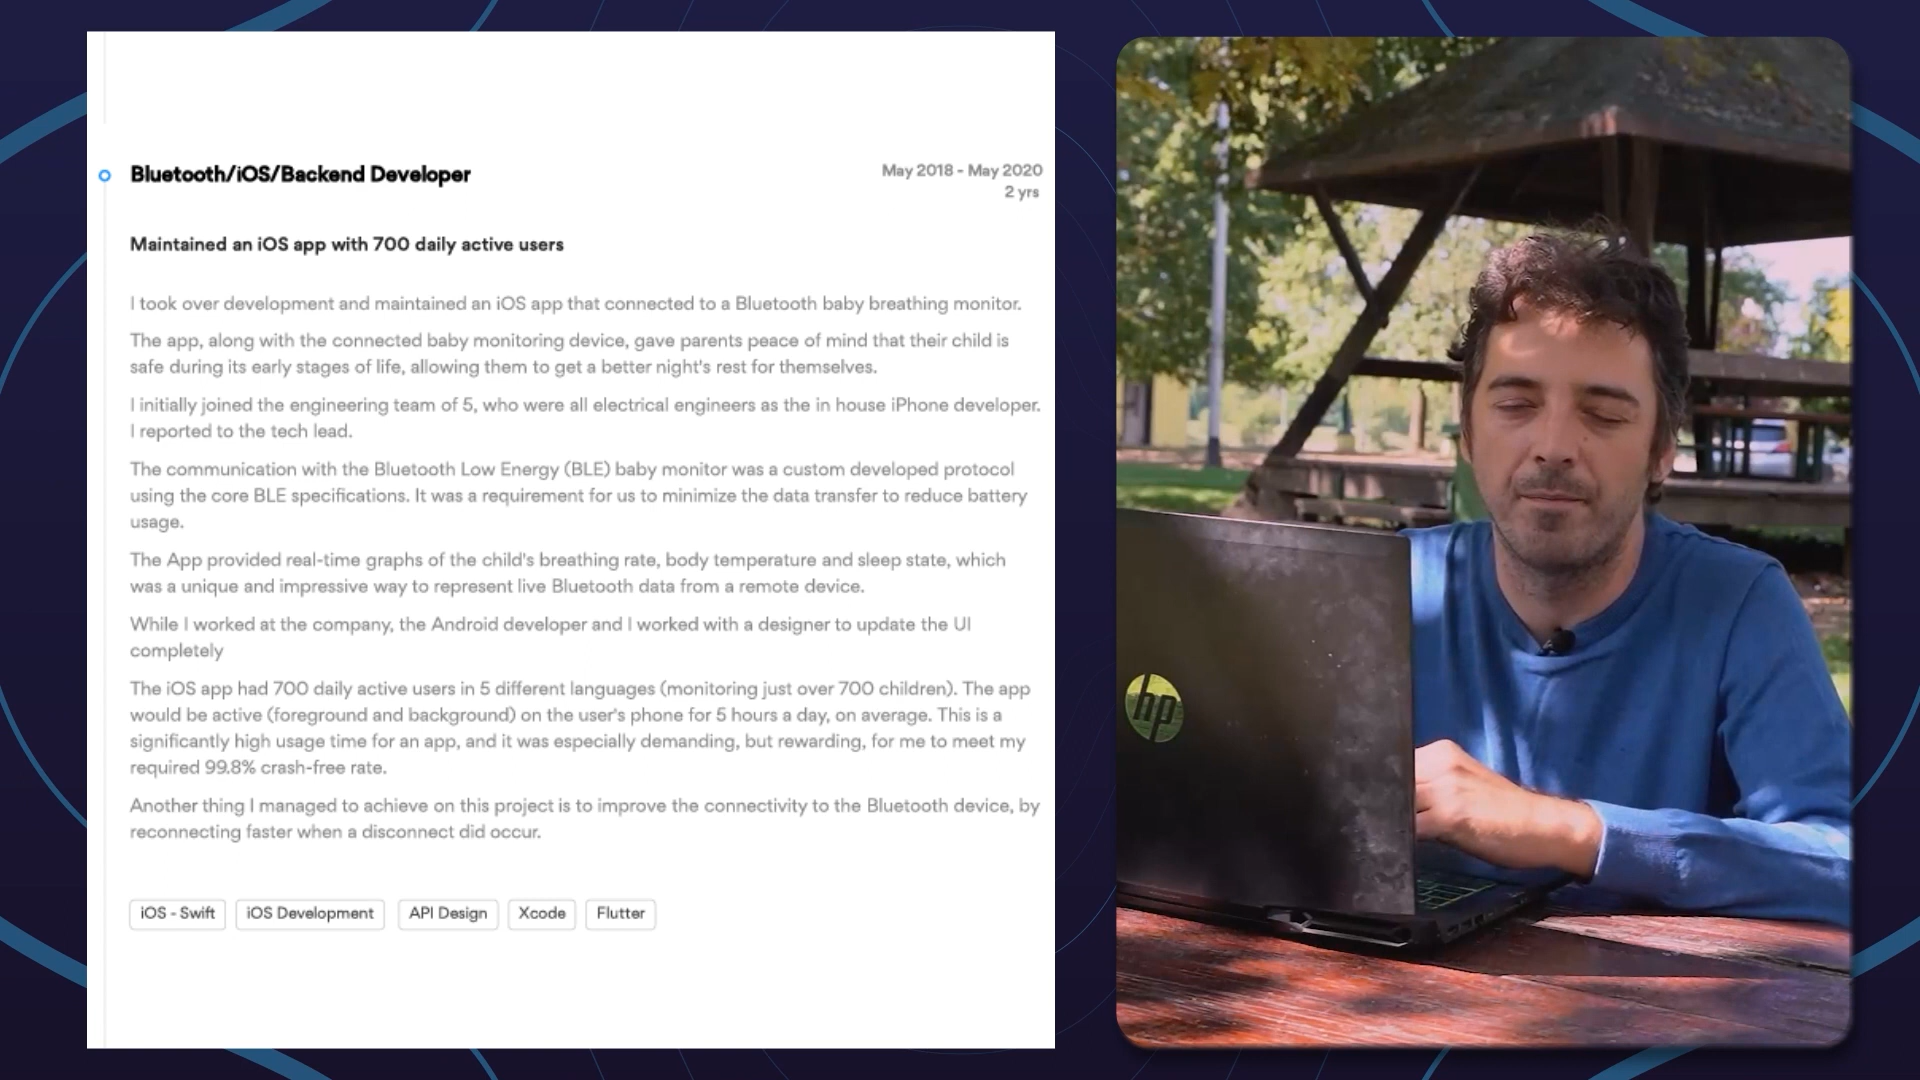 Bluetooth/iOS/Backend Developer
May 2018 - May 2020
2 yrs
Maintained an iOS app with 700 daily active users
I took over development and maintained an iOS app that connected to a Bluetooth baby breathing monitor.
The app, along with the connected baby monitoring device, gave parents peace of mind that their child is
safe during its early stages of life, allowing them to get a better night's rest for themselves.
I initially joined the engineering team of 5, who were all electrical engineers as the in house iPhone developer.
I reported to the tech lead.
The communication with the Bluetooth Low Energy (BLE) baby monitor was a custom developed protocol
using the core BLE specifications. It was a requirement for us to minimize the data transfer to reduce battery
usage.
The App provided real-time graphs of the child's breathing rate, body temperature and sleep state, which
was a unique and impressive way to represent live Bluetooth data from a remote device.
While I worked at the company, the Android developer and I worked with a designer to update the UI
completely
The iOS app had 700 daily active users in 5 different languages (monitoring just over 700 children). The app
would be active (foreground and background) on the user's phone for 5 hours a day, on average. This is a
significantly high usage time for an app, and it was especially demanding, but rewarding, for me to meet my
required 99.8% crash-free rate.
Another thing I managed to achieve on this project is to improve the connectivity to the Bluetooth device, by
reconnecting faster when a disconnect did occur.
iOS - Swift
iOS Development
API Design
Xcode
Flutter
hp